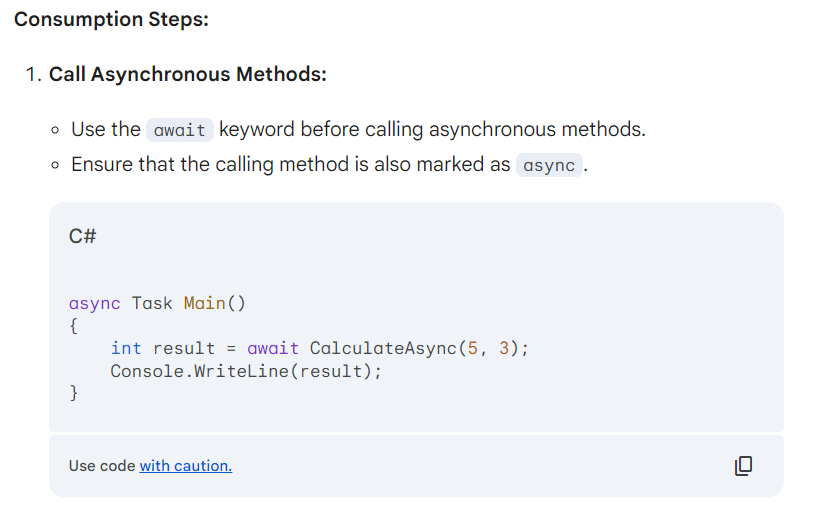 Consumption Steps:
1. Call Asynchronous Methods:
Use the await keyword before calling asynchronous methods.
Ensure that the calling method is also marked as async.
C#
async Task Main()
{
    int result = await CalculateAsync(5, 3);
    Console.WriteLine(result);
}
Use code with caution.